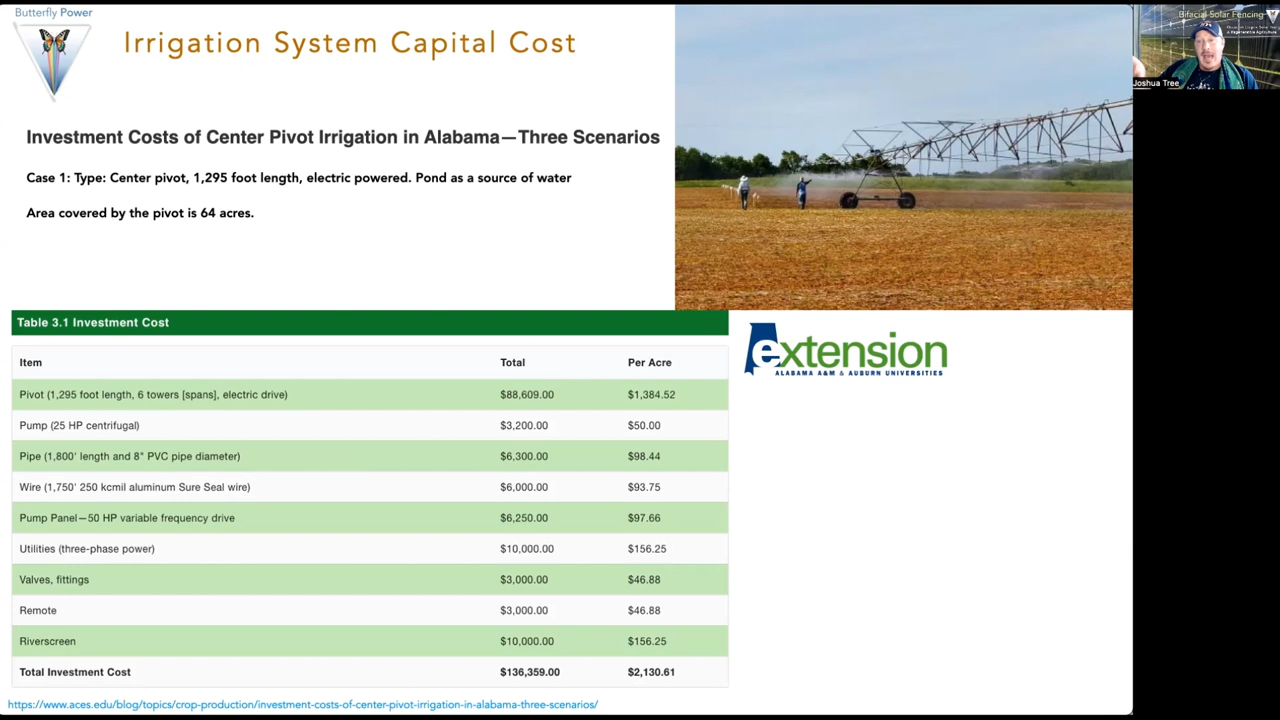 Butterfly Power
Irrigation System Capital Cost
Investment Costs of Center Pivot Irrigation in Alabama—Three Scenarios
Case 1: Type: Center pivot, 1,295 foot length, electric powered. Pond as a source of water
Area covered by the pivot is 64 acres.
Bifacial Solar Fencing
Joshua Tree
Table 3.1 Investment Cost
Item Total Per Acre
Pivot (1,295 foot length, 6 towers [spans], electric drive) $88,609.00 $1,384.52
Pump (25 HP centrifugal) $3,200.00 $50.00
Pipe (1,800' length and 8" PVC pipe diameter) $6,300.00 $98.44
Wire (1,750' 250 kcmil aluminum Sure Seal wire) $6,000.00 $93.75
Pump Panel—50 HP variable frequency drive $6,250.00 $97.66
Utilities (three-phase power) $10,000.00 $156.25
Valves, fittings $3,000.00 $46.88
Remote $3,000.00 $46.88
Riverscreen $10,000.00 $156.25
Total Investment Cost $136,359.00 $2,130.61
extension
ALABAMA A&M & AUBURN UNIVERSITIES
https://www.aces.edu/blog/topics/crop-production/investment-costs-of-center-pivot-irrigation-in-alabama-three-scenarios/